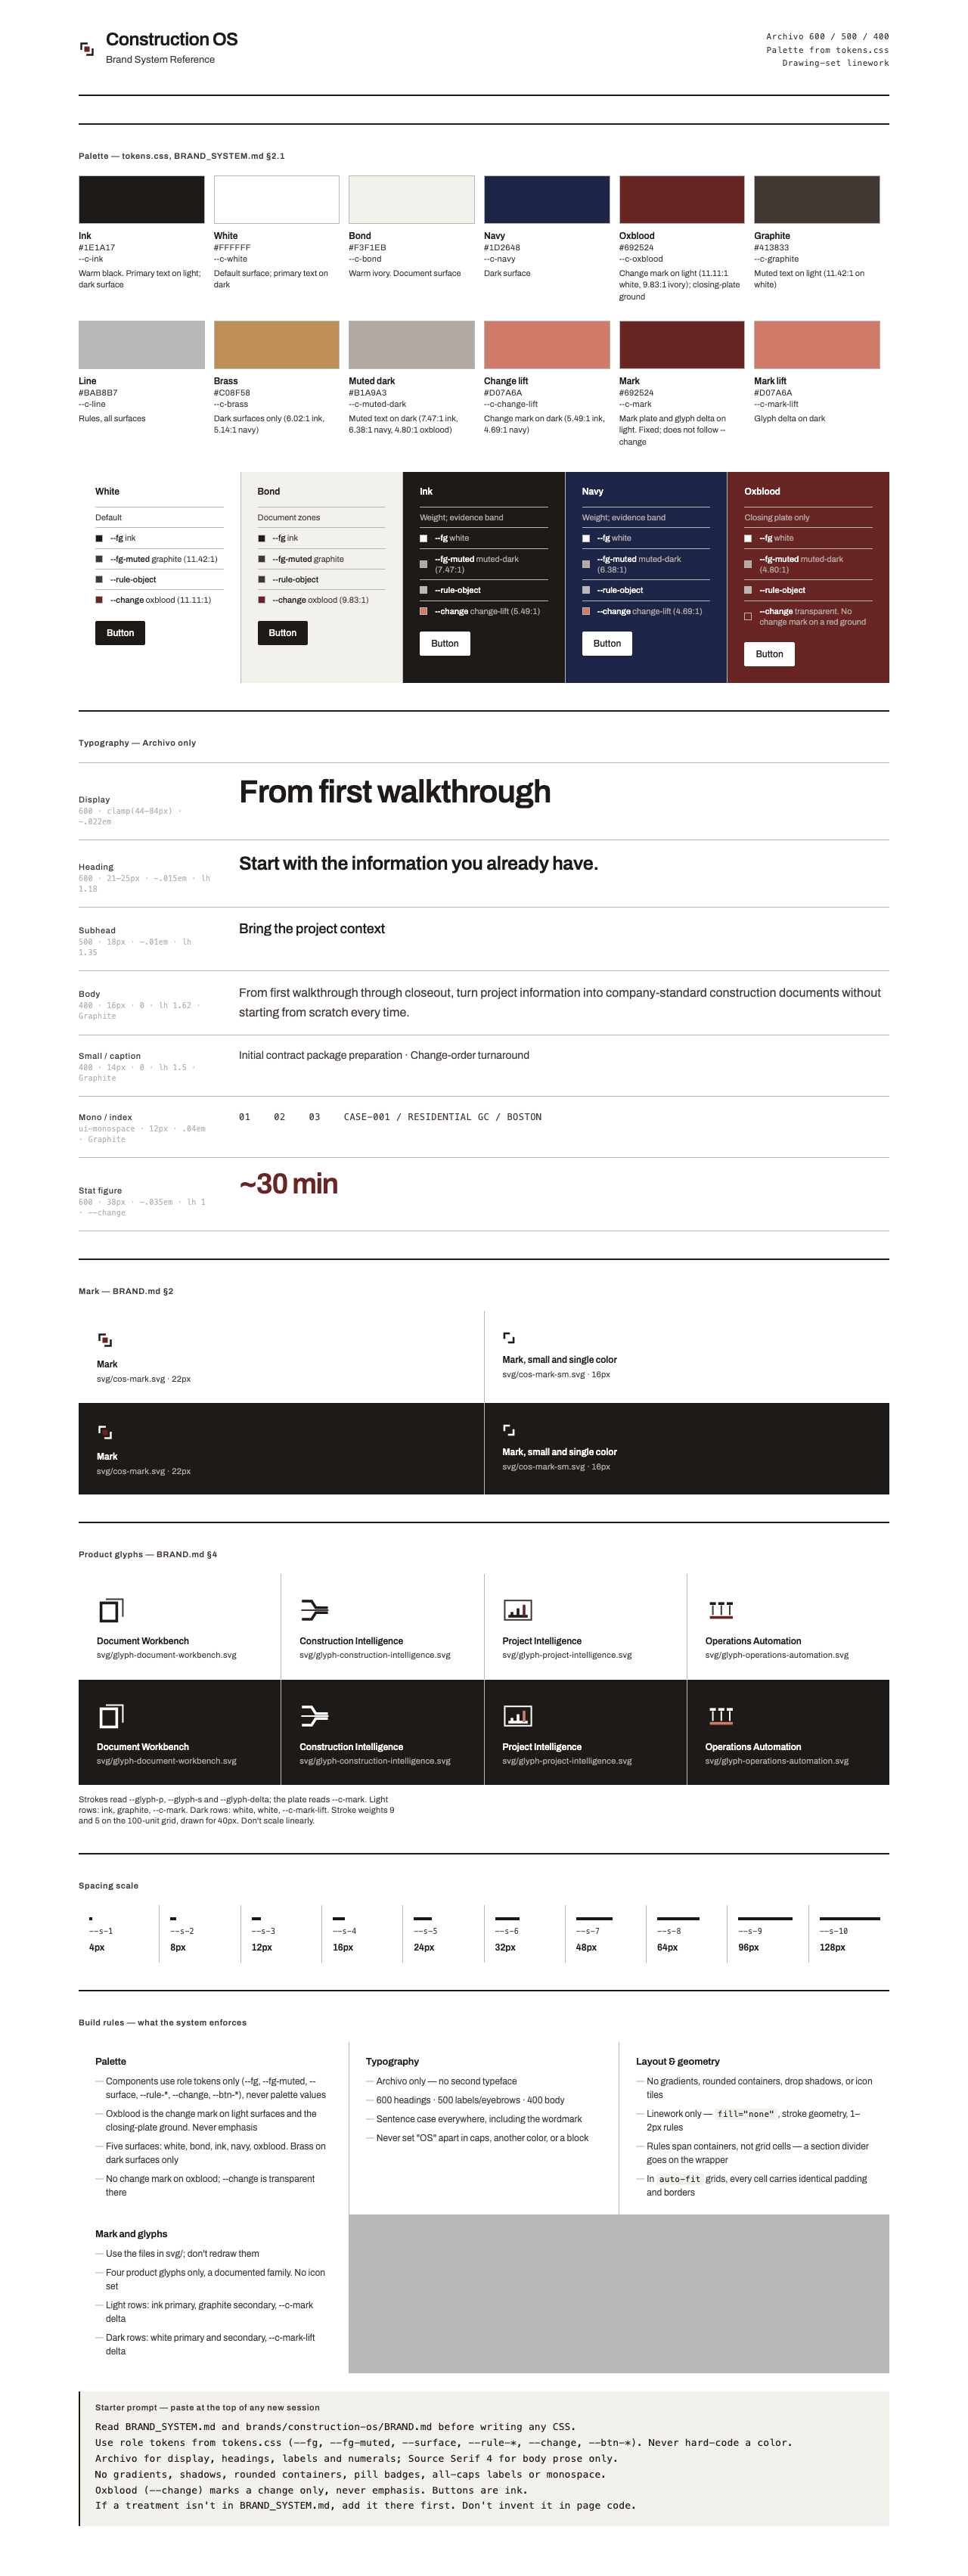 Construction OS
Brand System Reference
Archivo 600 / 500 / 400
Palette from tokens.css
Drawing-set linework
Palette — tokens.css, BRAND_SYSTEM.md §2.1
Ink
#1E1A17
--c-ink
Warm black. Primary text on light;
dark surface
White
#FFFFFF
--c-white
Default surface; primary text on
dark
Bond
#F3F1EB
--c-bond
Warm ivory. Document surface
Navy
#1D2648
--c-navy
Dark surface
Oxblood
#692524
--c-oxblood
Change mark on light (11.11:1
white, 9.83:1 ivory); closing-plate
ground
Graphite
#413833
--c-graphite
Muted text on light (11.42:1 on
white)
Line
#BAB8B7
--c-line
Rules, all surfaces
Brass
#C08F58
--c-brass
Dark surfaces only (6.02:1 ink,
5.14:1 navy)
Muted dark
#B1A9A3
--c-muted-dark
Muted text on dark (7.47:1 ink,
6.38:1 navy, 4.80:1 oxblood)
Change lift
#D07A6A
--c-change-lift
Change mark on dark (5.49:1 ink,
4.69:1 navy)
Mark
#692524
--c-mark
Mark plate and glyph delta on
light. Fixed; does not follow --
change
Mark lift
#D07A6A
--c-mark-lift
Glyph delta on dark
White
Default
--fg ink
--fg-muted graphite (11.42:1)
--rule-object
--change oxblood (11.11:1)
Button
Bond
Document zones
--fg ink
--fg-muted graphite
--rule-object
--change oxblood (9.83:1)
Button
Ink
Weight; evidence band
--fg white
--fg-muted muted-dark
(7.47:1)
--rule-object
--change change-lift (5.49:1)
Button
Navy
Weight; evidence band
--fg white
--fg-muted muted-dark
(6.38:1)
--rule-object
--change change-lift (4.69:1)
Button
Oxblood
Closing plate only
--fg white
--fg-muted muted-dark
(4.80:1)
--rule-object
--change transparent. No
change mark on a red ground
Button
Typography — Archivo only
Display
600 · clamp(44–84px) ·
−.022em
From first walkthrough
Heading
600 · 21–25px · −.015em · lh
1.18
Start with the information you already have.
Subhead
500 · 18px · −.01em · lh
1.35
Bring the project context
Body
400 · 16px · 0 · lh 1.62 ·
Graphite
From first walkthrough through closeout, turn project information into company-standard construction documents without
starting from scratch every time.
Small / caption
400 · 14px · 0 · lh 1.5 ·
Graphite
Initial contract package preparation · Change-order turnaround
Mono / index
ui-monospace · 12px · .04em
· Graphite
01 02 03 CASE-001 / RESIDENTIAL GC / BOSTON
Stat figure
600 · 38px · −.035em · lh 1
· --change
~30 min
Mark — BRAND.md §2
Mark
svg/cos-mark.svg · 22px
Mark, small and single color
svg/cos-mark-sm.svg · 16px
Mark
svg/cos-mark.svg · 22px
Mark, small and single color
svg/cos-mark-sm.svg · 16px
Product glyphs — BRAND.md §4
Document Workbench
svg/glyph-document-workbench.svg
Construction Intelligence
svg/glyph-construction-intelligence.svg
Project Intelligence
svg/glyph-project-intelligence.svg
Operations Automation
svg/glyph-operations-automation.svg
Document Workbench
svg/glyph-document-workbench.svg
Construction Intelligence
svg/glyph-construction-intelligence.svg
Project Intelligence
svg/glyph-project-intelligence.svg
Operations Automation
svg/glyph-operations-automation.svg
Strokes read --glyph-p, --glyph-s and --glyph-delta; the plate reads --c-mark. Light
rows: ink, graphite, --c-mark. Dark rows: white, white, --c-mark-lift. Stroke weights 9
and 5 on the 100-unit grid, drawn for 40px. Don't scale linearly.
Spacing scale
--s-1
4px
--s-2
8px
--s-3
12px
--s-4
16px
--s-5
24px
--s-6
32px
--s-7
48px
--s-8
64px
--s-9
96px
--s-10
128px
Build rules — what the system enforces
Palette
— Components use role tokens only (--fg, --fg-muted, --
surface, --rule-*, --change, --btn-*), never palette values
— Oxblood is the change mark on light surfaces and the
closing-plate ground. Never emphasis
— Five surfaces: white, bond, ink, navy, oxblood. Brass on
dark surfaces only
— No change mark on oxblood; --change is transparent
there
Typography
— Archivo only — no second typeface
— 600 headings · 500 labels/eyebrows · 400 body
— Sentence case everywhere, including the wordmark
— Never set "OS" apart in caps, another color, or a block
Layout & geometry
— No gradients, rounded containers, drop shadows, or icon
tiles
— Linework only — fill="none", stroke geometry, 1–
2px rules
— Rules span containers, not grid cells — a section divider
goes on the wrapper
— In auto-fit grids, every cell carries identical padding
and borders
Mark and glyphs
— Use the files in svg/; don't redraw them
— Four product glyphs only, a documented family. No icon
set
— Light rows: ink primary, graphite secondary, --c-mark
delta
— Dark rows: white primary and secondary, --c-mark-lift
delta
Starter prompt — paste at the top of any new session
Read BRAND_SYSTEM.md and brands/construction-os/BRAND.md before writing any CSS.
Use role tokens from tokens.css (--fg, --fg-muted, --surface, --rule-*, --change, --btn-*). Never hard-code a color.
Archivo for display, headings, labels and numerals; Source Serif 4 for body prose only.
No gradients, shadows, rounded containers, pill badges, all-caps labels or monospace.
Oxblood (--change) marks a change only, never emphasis. Buttons are ink.
If a treatment isn't in BRAND_SYSTEM.md, add it there first. Don't invent it in page code.